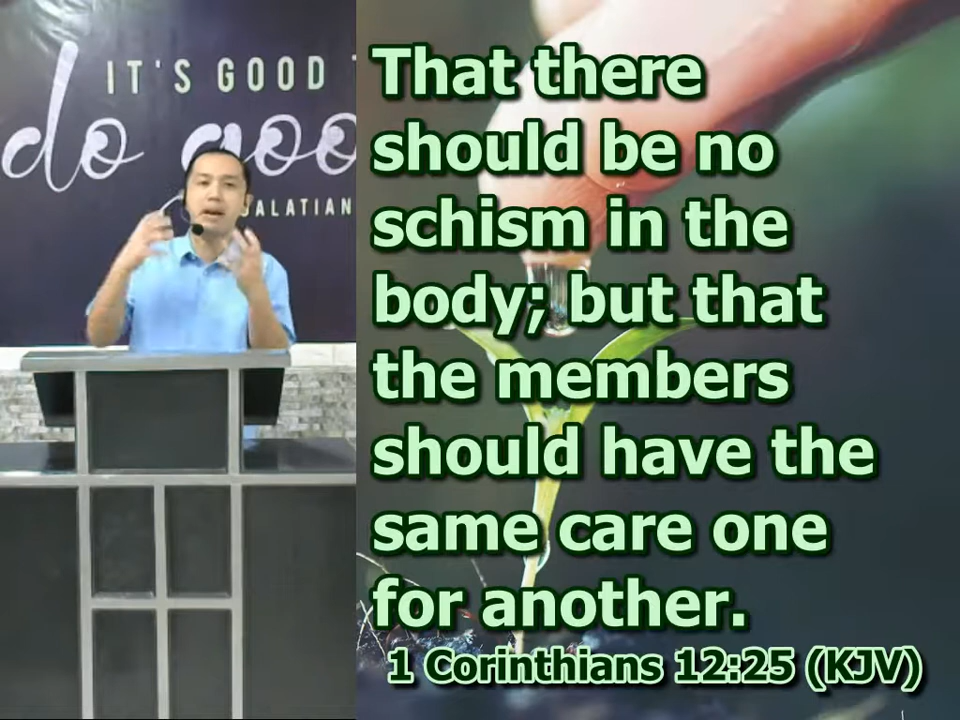 IT'S GOOD
do goo
ALATIAN
That there
should be no
schism in the
body; but that
the members
should have the
same care one
for another.
1 Corinthians 12:25 (KJV)